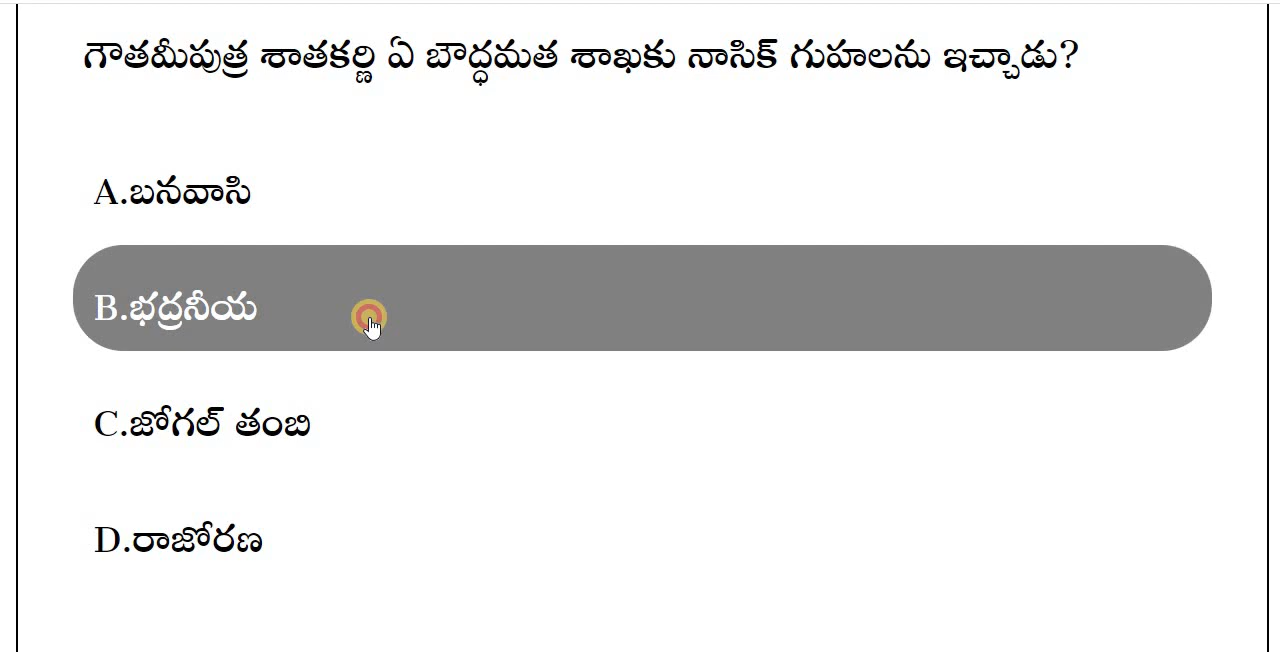 గౌతమీపుత్ర శాతకర్ణి ఏ బౌద్ధమత శాఖకు నాసిక్ గుహలను ఇచ్చాడు?
A.బనవాసి
B.భద్రనీయ
C.జోగల్ తంబి
D.రాజోరణ